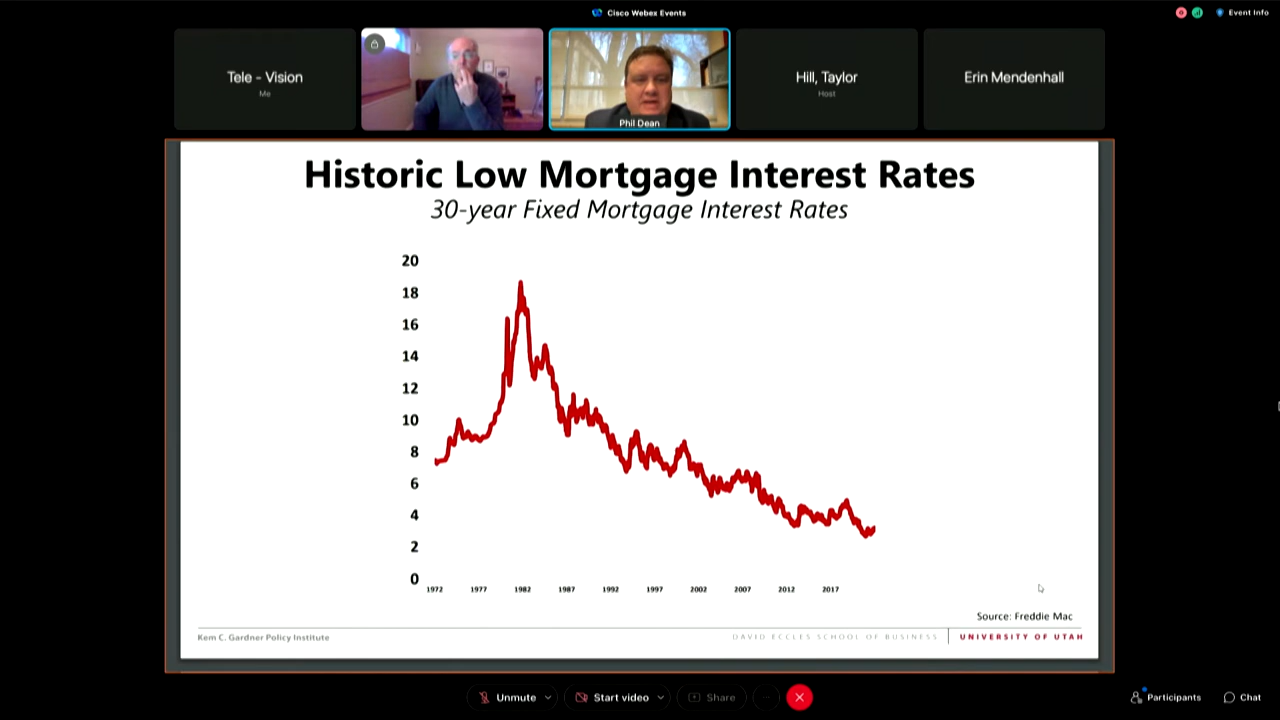 Cisco Webex Events
Event Info
Tele - Vision
Me
Phil Dean
Hill, Taylor
Host
Erin Mendenhall
Historic Low Mortgage Interest Rates
30-year Fixed Mortgage Interest Rates
20
18
16
14
12
10
8
6
4
2
0
1972 1977 1982 1987 1992 1997 2002 2007 2012 2017
Source: Freddie Mac
Kem C. Gardner Policy Institute
DAVID ECCLES SCHOOL OF BUSINESS
UNIVERSITY OF UTAH
Unmute
Start video
Share
Participants
Chat